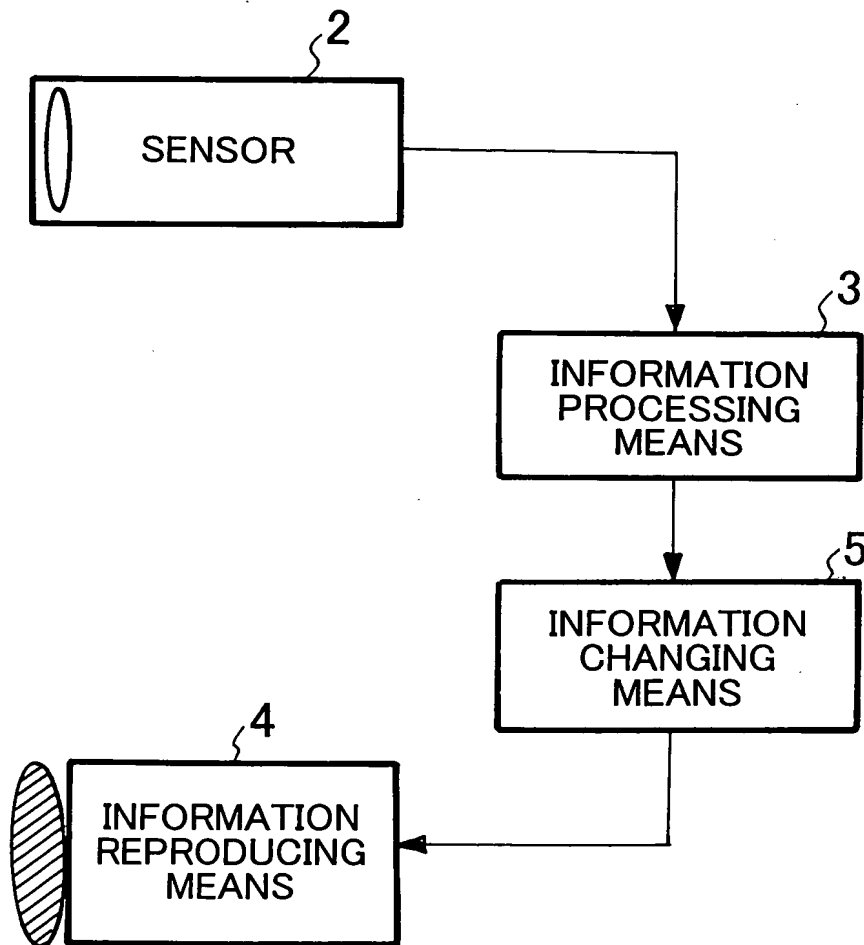 2
SENSOR
3
INFORMATION
PROCESSING
MEANS
5
INFORMATION
CHANGING
MEANS
4
INFORMATION
REPRODUCING
MEANS